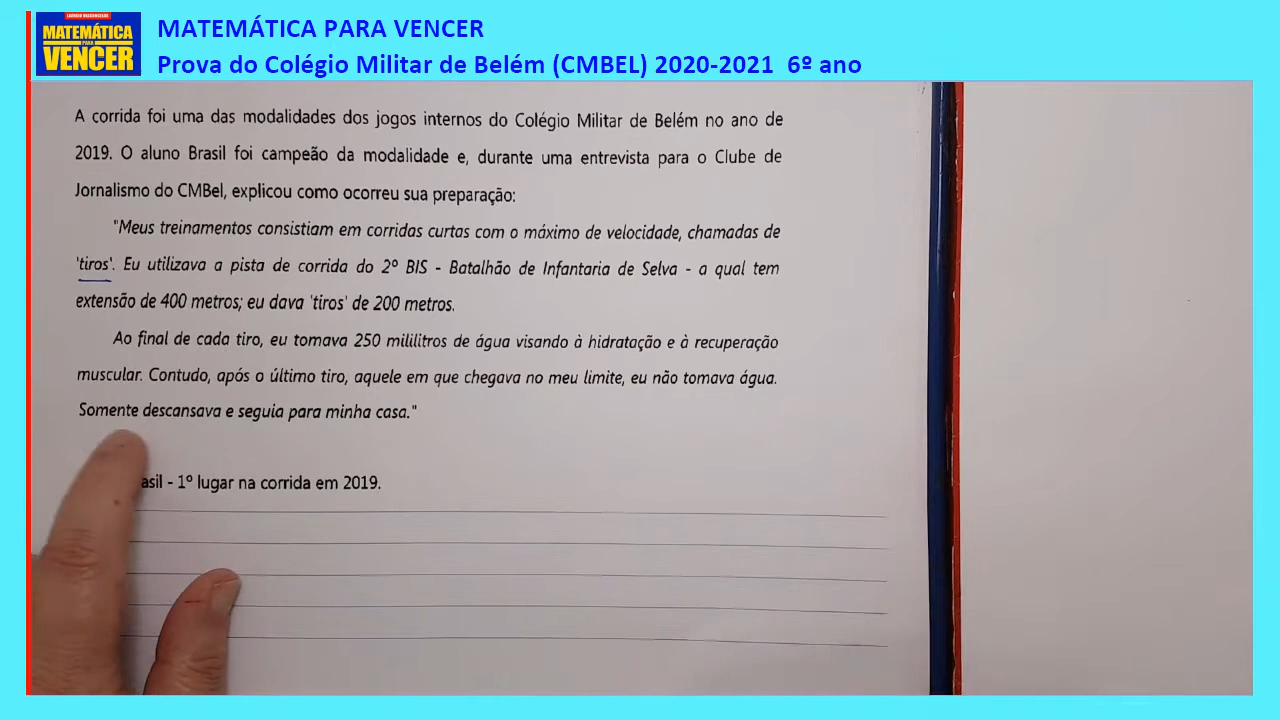 LAÉRCIO VASCONCELOS
MATEMÁTICA
PARA
VENCER
MATEMÁTICA PARA VENCER
Prova do Colégio Militar de Belém (CMBEL) 2020-2021 6º ano
A corrida foi uma das modalidades dos jogos internos do Colégio Militar de Belém no ano de
2019. O aluno Brasil foi campeão da modalidade e, durante uma entrevista para o Clube de
Jornalismo do CMBel, explicou como ocorreu sua preparação:
"Meus treinamentos consistiam em corridas curtas com o máximo de velocidade, chamadas de
'tiros'. Eu utilizava a pista de corrida do 2º BIS - Batalhão de Infantaria de Selva - a qual tem
extensão de 400 metros; eu dava 'tiros' de 200 metros.
Ao final de cada tiro, eu tomava 250 mililitros de água visando à hidratação e à recuperação
muscular. Contudo, após o último tiro, aquele em que chegava no meu limite, eu não tomava água.
Somente descansava e seguia para minha casa."
asil - 1º lugar na corrida em 2019.